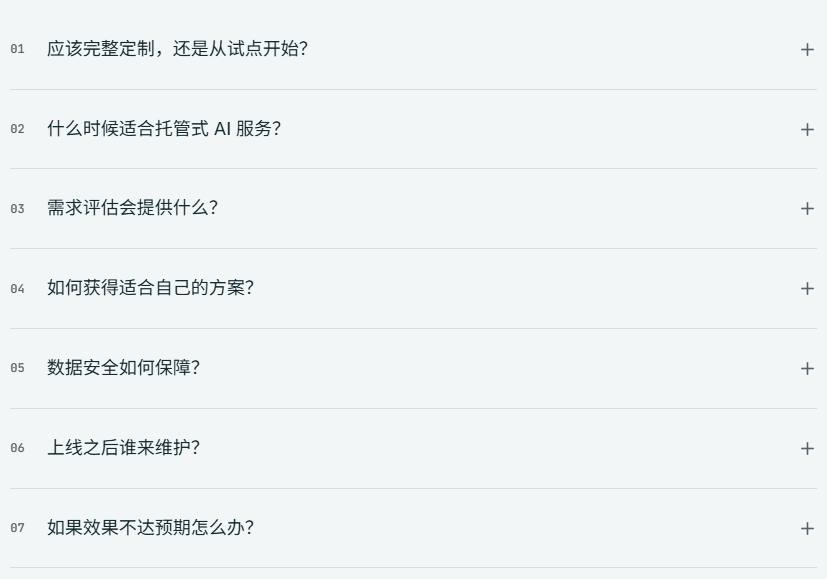 01 应该完整定制，还是从试点开始？
02 什么时候适合托管式 AI 服务？
03 需求评估会提供什么？
04 如何获得适合自己的方案？
05 数据安全如何保障？
06 上线之后谁来维护？
07 如果效果不达预期怎么办？